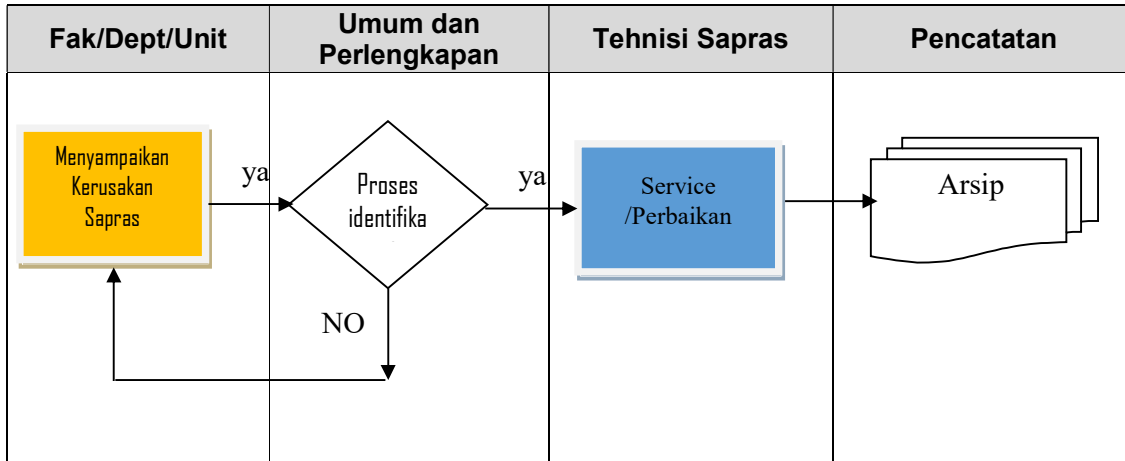 Fak/Dept/Unit
Umum dan
Perlengkapan
Tehnisi Sapras
Pencatatan
Menyampaikan
Kerusakan
Sapras
ya
Proses
identifika
ya
Service
/Perbaikan
Arsip
NO